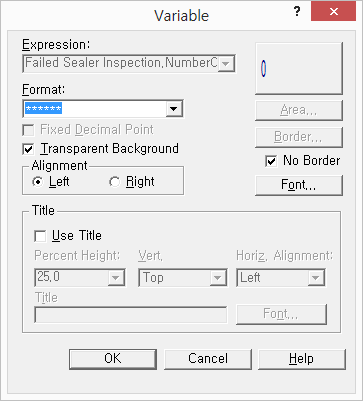 Variable
?
Expression:
Failed Sealer Inspection,NumberC
0
Format:
******
Area...
Fixed Decimal Point
Border...
Transparent Background
No Border
Alignment
Left
Right
Font...
Title
Use Title
Percent Height:
Vert.
Horiz, Alignment:
25,0
Top
Left
Title
Font...
OK
Cancel
Help